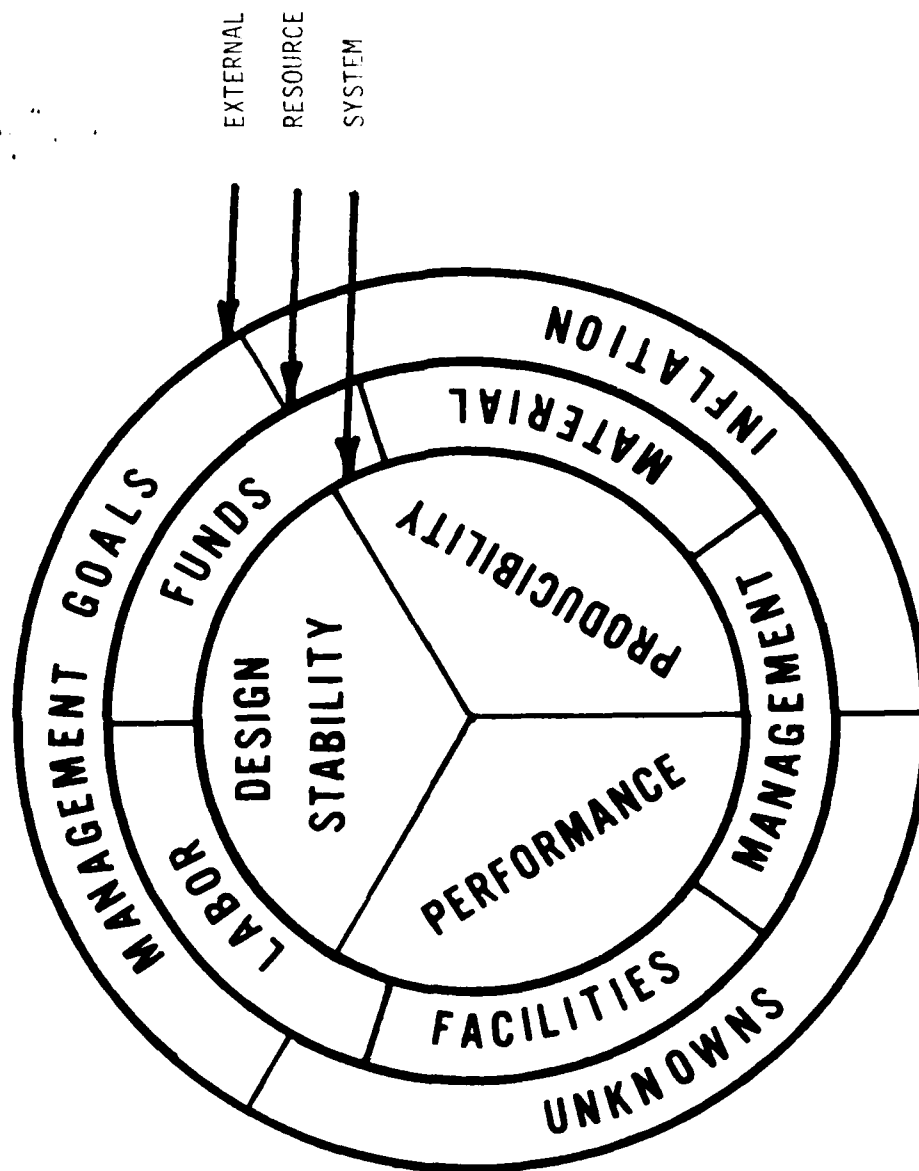 EXTERNAL
RESOURCE
SYSTEM
MANAGEMENT GOALS
INFLATION
UNKNOWNS
FUNDS
MATERIAL
MANAGEMENT
FACILITIES
LABOR
DESIGN
STABILITY
PRODUCIBILITY
PERFORMANCE